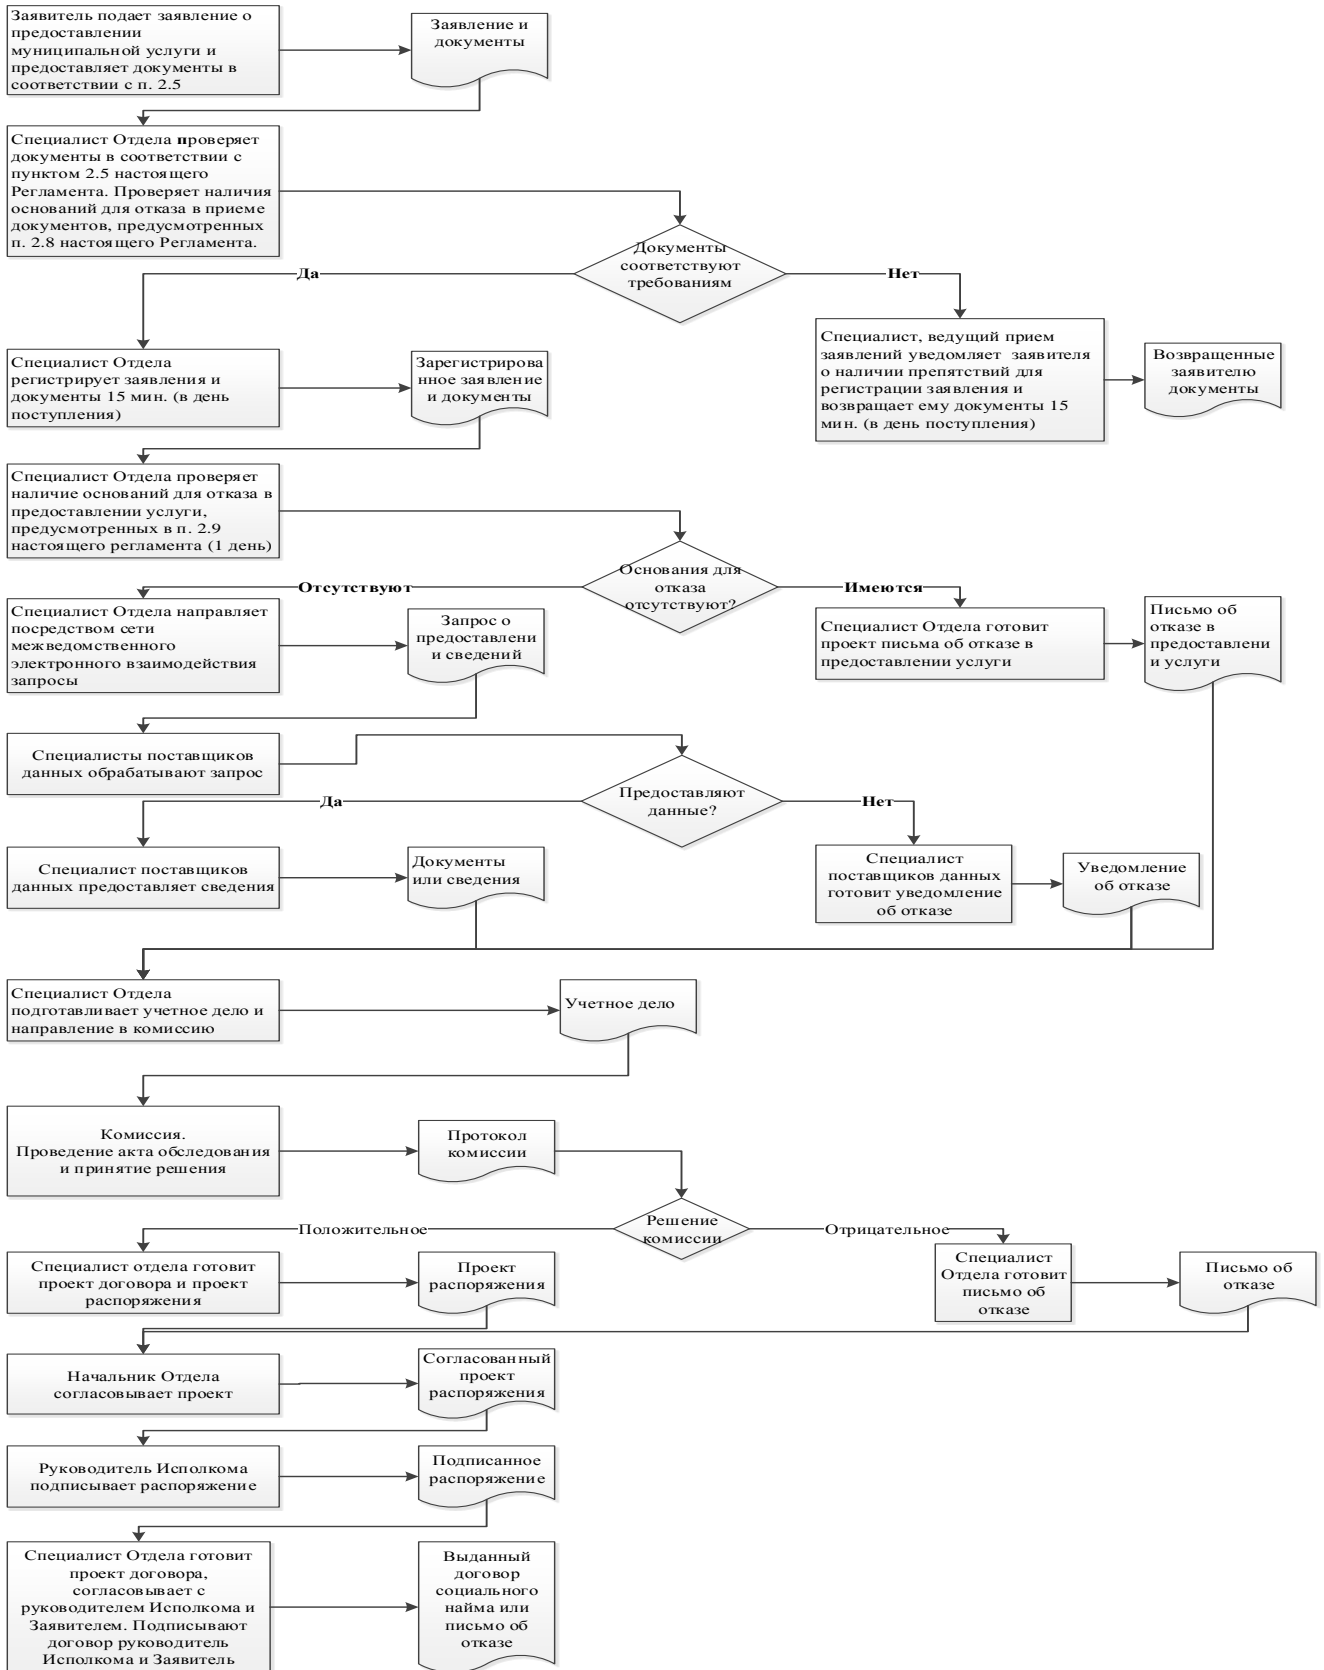 Заявитель подает заявление о
предоставлении
муниципальной услуги и
предоставляет документы в
соответствии с п. 2.5
Заявление и
документы
Специалист Отдела проверяет
документы в соответствии с
пунктом 2.5 настоящего
Регламента. Проверяет наличия
оснований для отказа в приеме
документов, предусмотренных
п. 2.8 настоящего Регламента.
Документы
соответствуют
требованиям
Да
Нет
Специалист Отдела
регистрирует заявления и
документы 15 мин. (в день
поступления)
Зарегистрирова
нное заявление
и документы
Специалист, ведущий прием
заявлений уведомляет заявителя
о наличии препятствий для
регистрации заявления и
возвращает ему документы 15
мин. (в день поступления)
Возвращенные
заявителю
документы
Специалист Отдела проверяет
наличие оснований для отказа в
предоставлении услуги,
предусмотренных в п. 2.9
настоящего регламента (1 день)
Основания для
отказа
отсутствуют?
Отсутствуют
Имеются
Специалист Отдела направляет
посредством сети
межведомственного
электронного взаимодействия
запросы
Запрос о
предоставлени
и сведений
Специалист Отдела готовит
проект письма об отказе в
предоставлении услуги
Письмо об
отказе в
предоставлени
и услуги
Специалисты поставщиков
данных обрабатывают запрос
Предоставляют
данные?
Да
Нет
Специалист поставщиков
данных предоставляет сведения
Документы
или сведения
Специалист
поставщиков данных
готовит уведомление
об отказе
Уведомление
об отказе
Специалист Отдела
подготавливает учетное дело и
направление в комиссию
Учетное дело
Комиссия.
Проведение акта обследования
и принятие решения
Протокол
комиссии
Решение
комиссии
Положительное
Отрицательное
Специалист отдела готовит
проект договора и проект
распоряжения
Проект
распоряжения
Специалист
Отдела готовит
письмо об
отказе
Письмо об
отказе
Начальник Отдела
согласовывает проект
Согласованный
проект
распоряжения
Руководитель Исполкома
подписывает распоряжение
Подписанное
распоряжение
Специалист Отдела готовит
проект договора,
согласовывает с
руководителем Исполкома и
Заявителем. Подписывают
договор руководитель
Исполкома и Заявитель
Выданный
договор
социального
найма или
письмо об
отказе